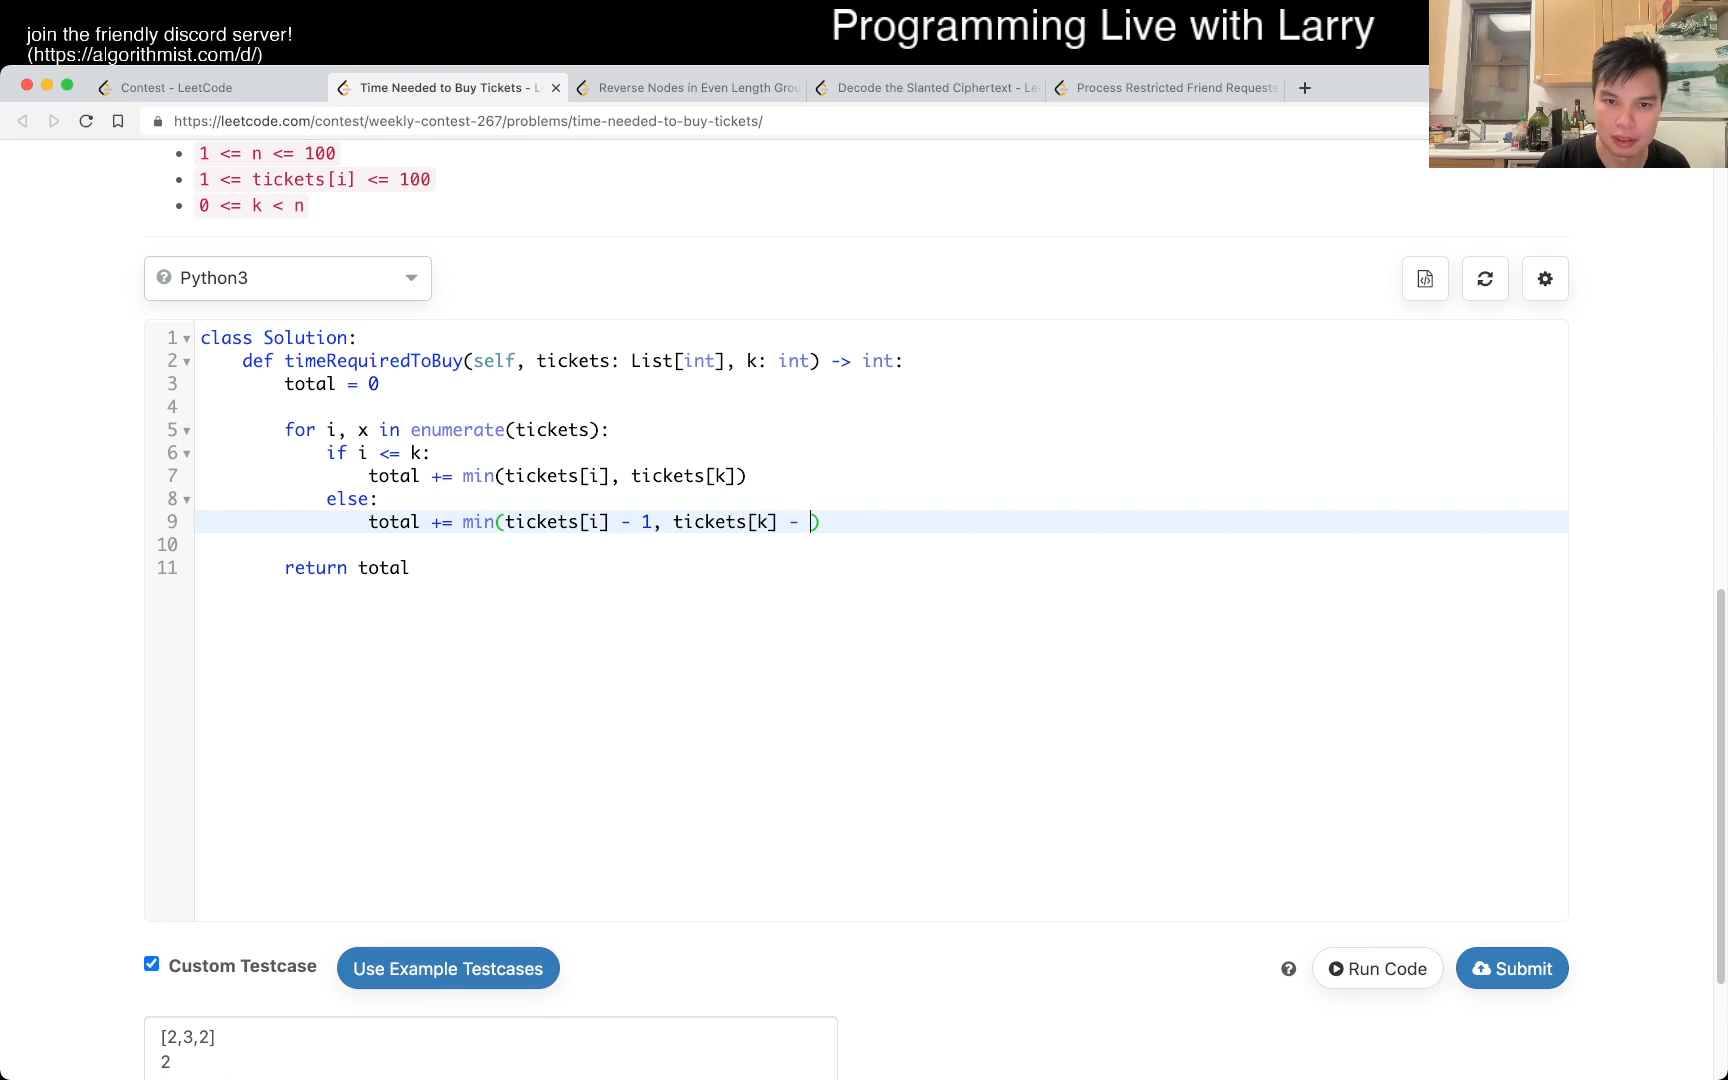 Programming Live with Larry
join the friendly discord server!
(https://algorithmist.com/d/)
Contest - LeetCode
Time Needed to Buy Tickets - L
Reverse Nodes in Even Length Grou
Decode the Slanted Ciphertext - Le
Process Restricted Friend Requests
https://leetcode.com/contest/weekly-contest-267/problems/time-needed-to-buy-tickets/
1 <= n <= 100
1 <= tickets[i] <= 100
0 <= k < n
Python3
1 class Solution:
2 def timeRequiredToBuy(self, tickets: List[int], k: int) -> int:
3 total = 0
4
5 for i, x in enumerate(tickets):
6 if i <= k:
7 total += min(tickets[i], tickets[k])
8 else:
9 total += min(tickets[i] - 1, tickets[k] - )
10
11 return total
Custom Testcase
Use Example Testcases
Run Code
Submit
[2,3,2]
2